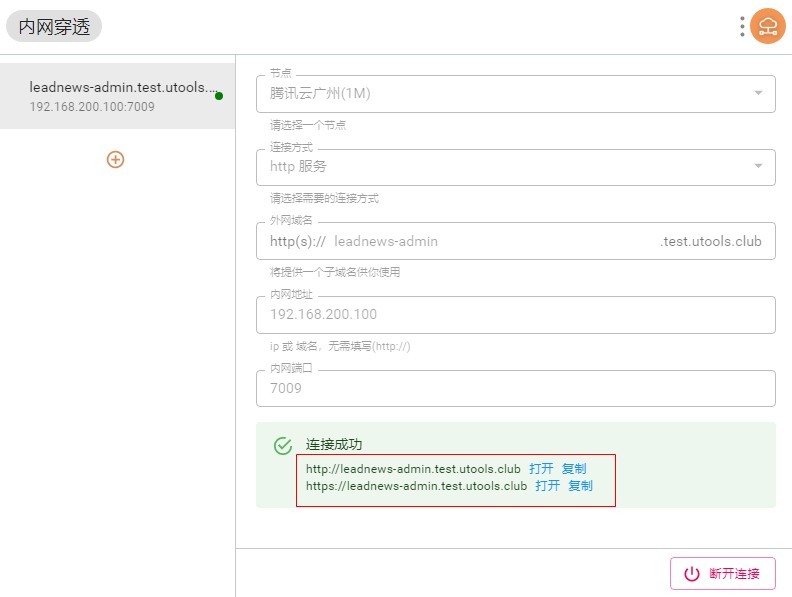 内网穿透
leadnews-admin.test.utools....
192.168.200.100:7009
节点
腾讯云广州(1M)
请选择一个节点
连接方式
http 服务
请选择需要的连接方式
外网域名
http(s):// leadnews-admin .test.utools.club
将提供一个子域名供你使用
内网地址
192.168.200.100
ip 或 域名，无需填写(http://)
内网端口
7009
连接成功
http://leadnews-admin.test.utools.club 打开 复制
https://leadnews-admin.test.utools.club 打开 复制
断开连接